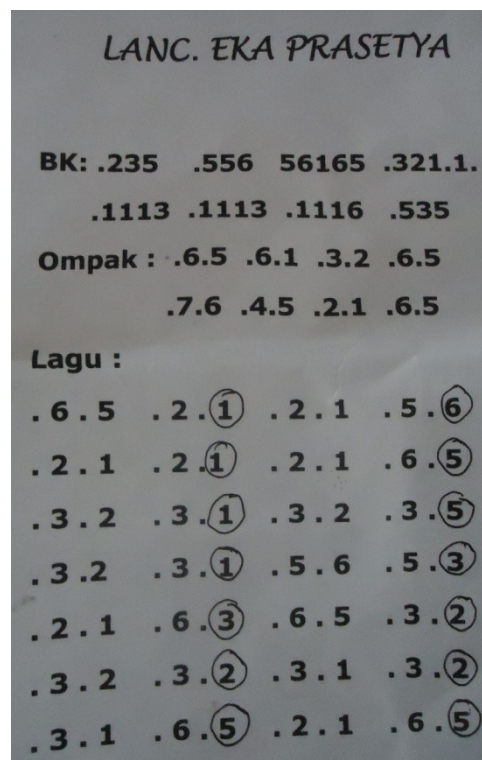 LANC. EKA PRASETYA
BK: .235 .556 56165 .321.1.
.1113 .1113 .1116 .535
Ompak : .6.5 .6.1 .3.2 .6.5
.7.6 .4.5 .2.1 .6.5
Lagu :
. 6 . 5 . 2 . 1 . 2 . 1 . 5 . 6
. 2 . 1 . 2 . 1 . 2 . 1 . 6 . 5
. 3 . 2 . 3 . 1 . 3 . 2 . 3 . 5
. 3 .2 . 3 . 1 . 5 . 6 . 5 . 3
. 2 . 1 . 6 . 3 . 6 . 5 . 3 . 2
. 3 . 2 . 3 . 2 . 3 . 1 . 3 . 2
. 3 . 1 . 6 . 5 . 2 . 1 . 6 . 5